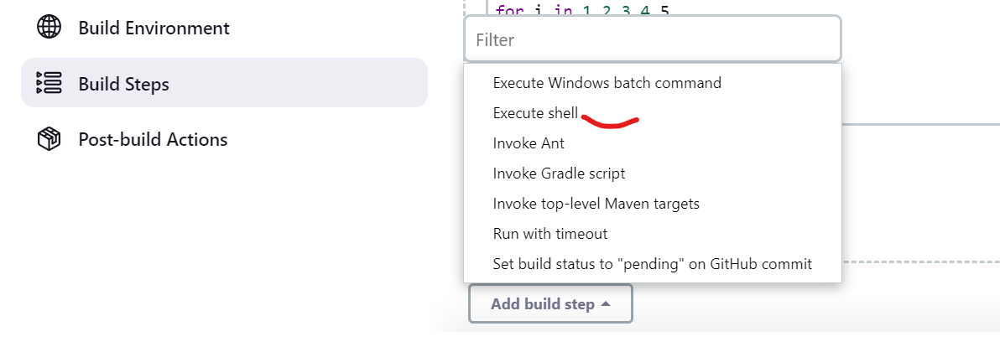 Build Environment
Build Steps
Post-build Actions
for i in 1 2 3 4 5
Filter
Execute Windows batch command
Execute shell
Invoke Ant
Invoke Gradle script
Invoke top-level Maven targets
Run with timeout
Set build status to "pending" on GitHub commit
Add build step